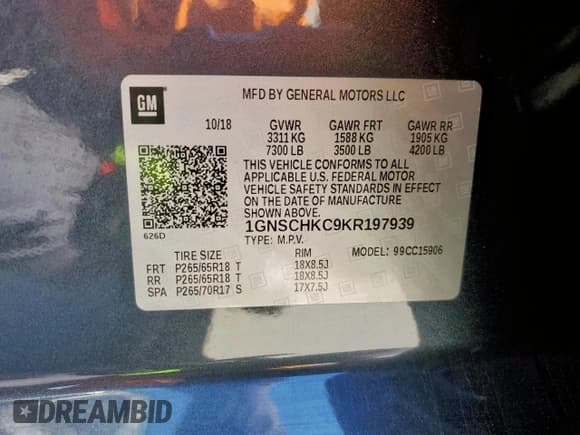 GM
MFD BY GENERAL MOTORS LLC
10/18 GVWR GAWR FRT GAWR RR
3311 KG 1588 KG 1905 KG
7300 LB 3500 LB 4200 LB
THIS VEHICLE CONFORMS TO ALL
APPLICABLE U.S. FEDERAL MOTOR
VEHICLE SAFETY STANDARDS IN EFFECT
ON THE DATE OF MANUFACTURE
SHOWN ABOVE.
626D 1GNSCHKC9KR197939
TYPE: M.P.V. MODEL: 99CC15906
TIRE SIZE RIM
FRT P265/65R18 T 18X8.5J
RR P265/65R18 T 18X8.5J
SPA P265/70R17 S 17X7.5J
DREAMBID